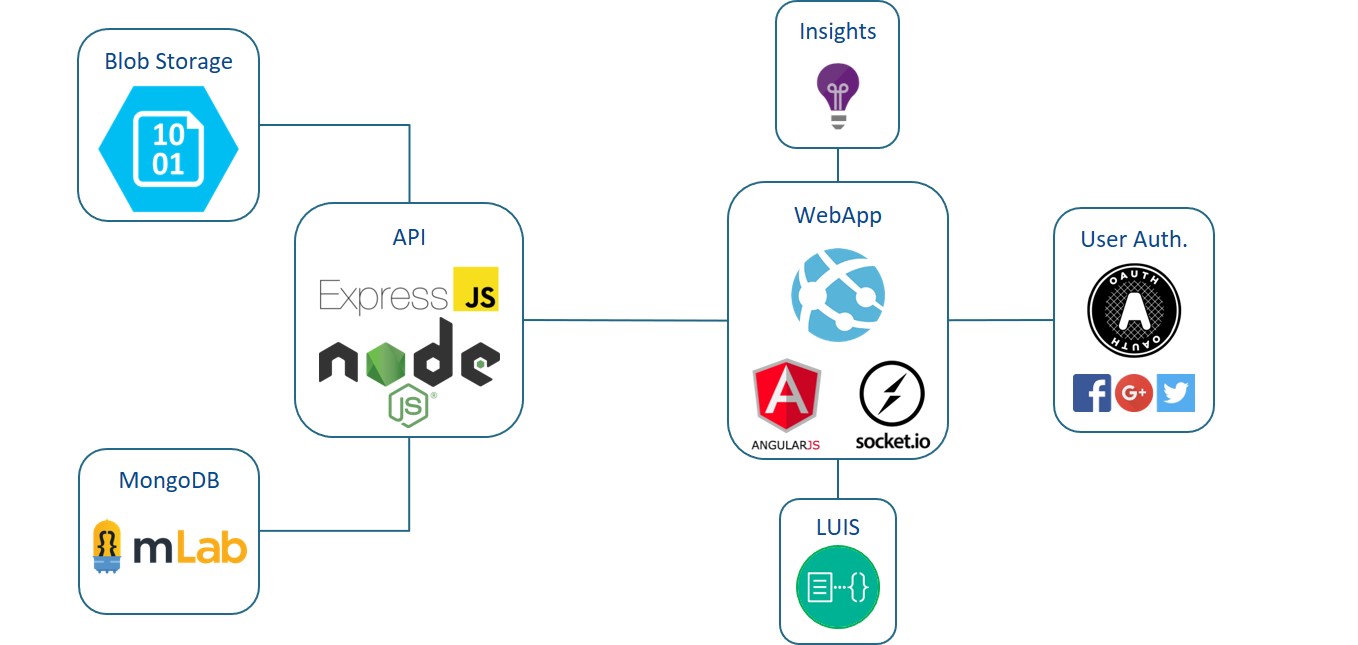 Blob Storage
10
01
API
Express JS
node
JS ®
MongoDB
{} mLab
Insights
WebApp
A
ANGULARJS
socket.io
LUIS
{}
User Auth.
OAUTH
A
OAUTH
f G+